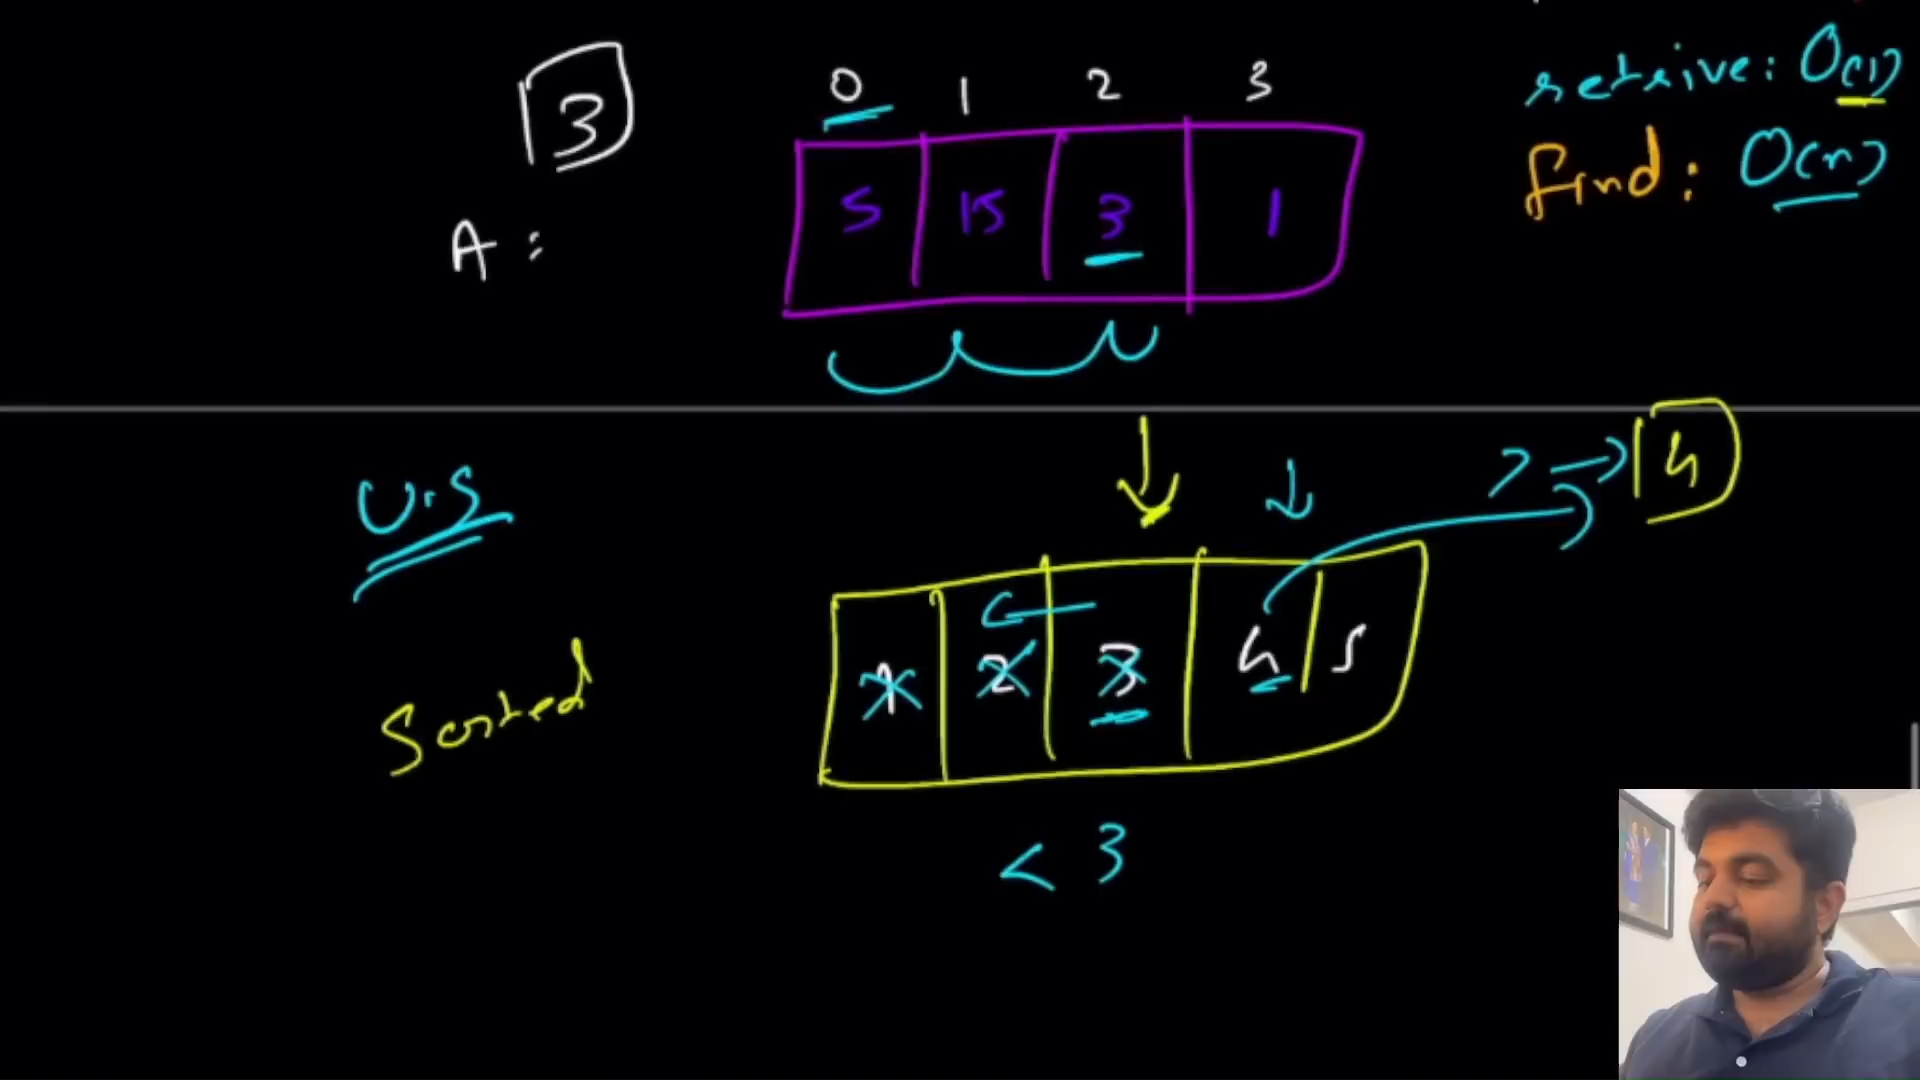 3
0 1 2 3
retrive: O(1)
A : 5 15 3 1
find: O(n)
U.S
> → 4
Sorted
1 2 3 4 5
< 3